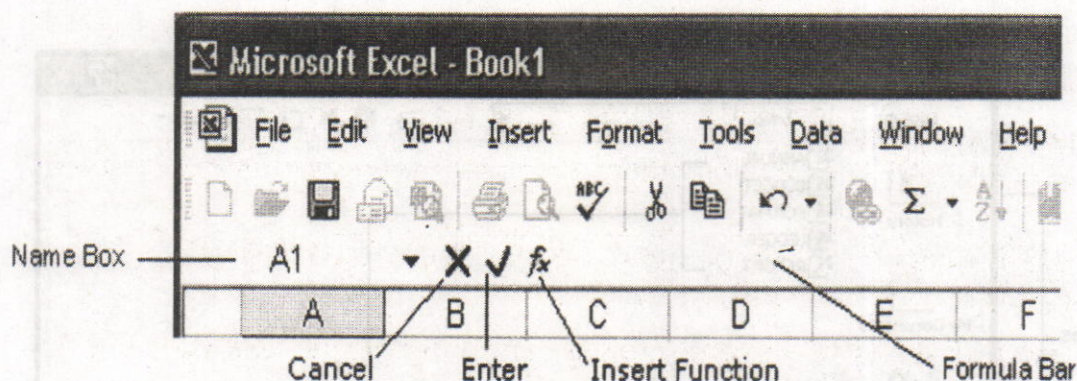 Microsoft Excel - Book1
File Edit View Insert Format Tools Data Window Help
ABC Σ A Z
Name Box A1 fx
A B C D E F
Cancel Enter Insert Function Formula Bar